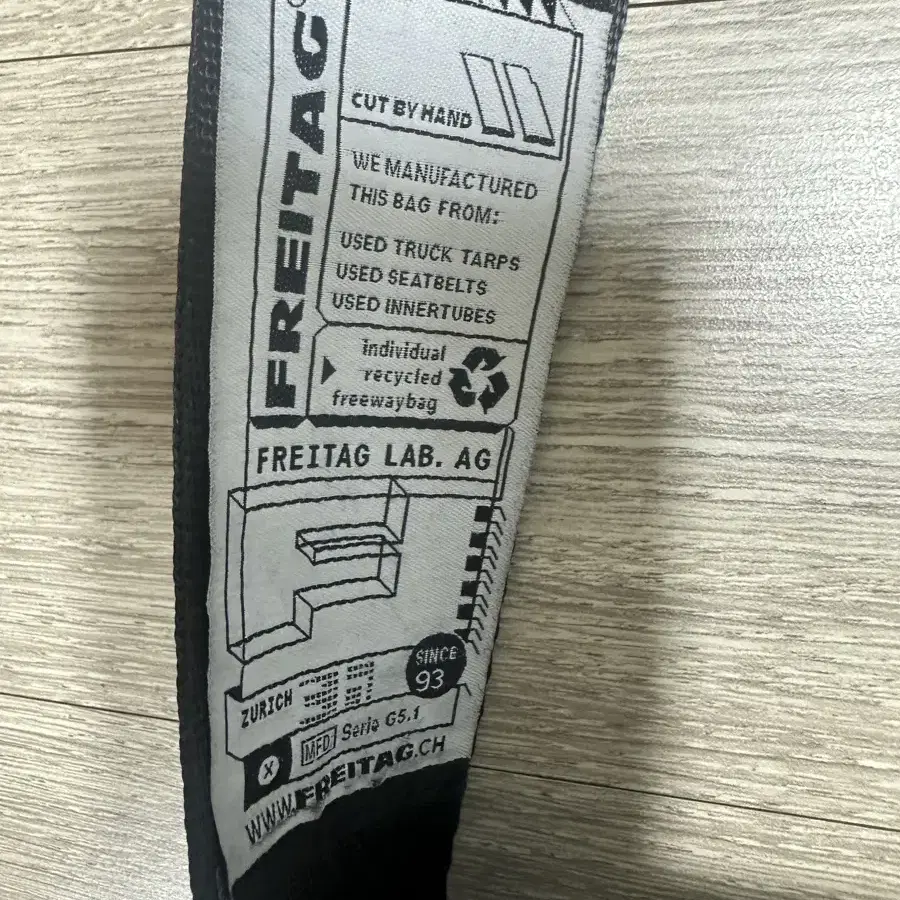 FREITAG
CUT BY HAND
WE MANUFACTURED
THIS BAG FROM:
USED TRUCK TARPS
USED SEATBELTS
USED INNERTUBES
individual
recycled
freewaybag
FREITAG LAB. AG
F
SINCE
93
ZURICH
MFD
Serie G5.1
X
WWW.FREITAG.CH